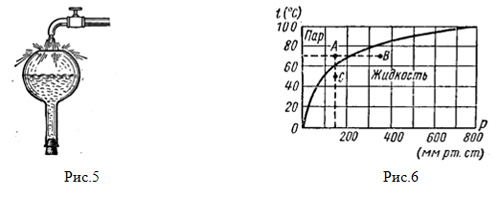 t(°C)
100
80
60
40
20
0
Пар
A
B
C
Жидкость
200 400 600 800
p
(мм рт. ст)
Рис.5 Рис.6